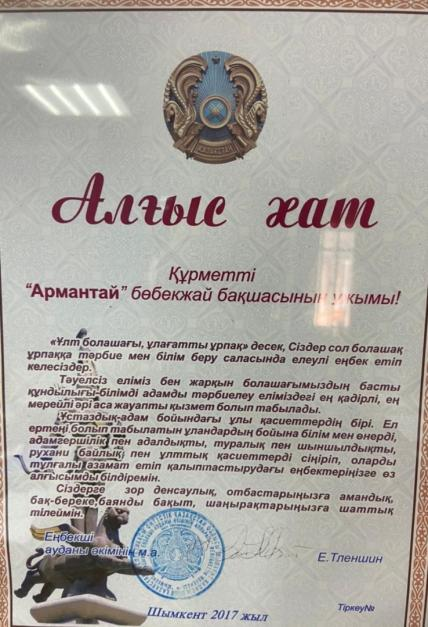 ҚАЗАҚСТАН
Алғыс хат
Құрметті
“Армантай” бөбекжай бақшасының ұжымы!
«Ұлт болашағы, ұлағатты ұрпақ» десек, Сіздер сол болашақ
ұрпаққа тәрбие мен білім беру саласында елеулі еңбек етіп
келесіздер.
Тәуелсіз еліміз бен жарқын болашағымыздың басты
құндылығы-білімді адамды тәрбиелеу еліміздегі ең қадірлі, ең
мерейлі әрі аса жауапты қызмет болып табылады.
Ұстаздық-адам бойындағы ұлы қасиеттердің бірі. Ел
ертеңі болып табылатын ұландардың бойына білім мен өнерді,
адамгершілік пен адалдықты, туралық пен шыншылдықты,
рухани байлық пен ұлттық қасиеттерді сіңіріп, оларды
тұлғалы азамат етіп қалыптастырудағы еңбектеріңізге өз
алғысымды білдіремін.
Сіздерге зор денсаулық, отбастарыңызға амандық,
бақ-береке,баянды бақыт, шаңырақтарыңызға шаттық
тілеймін.
Еңбекші
ауданы әкімінің м.а.
Е.Тленшин
Шымкент 2017 жыл
Тіркеу№